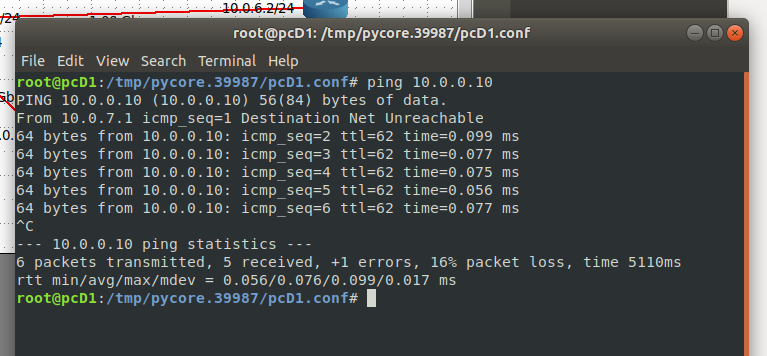 /24
1.00 Gb
10.0.6.2/24
root@pcD1: /tmp/pycore.39987/pcD1.conf
File Edit View Search Terminal Help
root@pcD1:/tmp/pycore.39987/pcD1.conf# ping 10.0.0.10
PING 10.0.0.10 (10.0.0.10) 56(84) bytes of data.
From 10.0.7.1 icmp_seq=1 Destination Net Unreachable
64 bytes from 10.0.0.10: icmp_seq=2 ttl=62 time=0.099 ms
64 bytes from 10.0.0.10: icmp_seq=3 ttl=62 time=0.077 ms
64 bytes from 10.0.0.10: icmp_seq=4 ttl=62 time=0.075 ms
64 bytes from 10.0.0.10: icmp_seq=5 ttl=62 time=0.056 ms
64 bytes from 10.0.0.10: icmp_seq=6 ttl=62 time=0.077 ms
^C
--- 10.0.0.10 ping statistics ---
6 packets transmitted, 5 received, +1 errors, 16% packet loss, time 5110ms
rtt min/avg/max/mdev = 0.056/0.076/0.099/0.017 ms
root@pcD1:/tmp/pycore.39987/pcD1.conf#